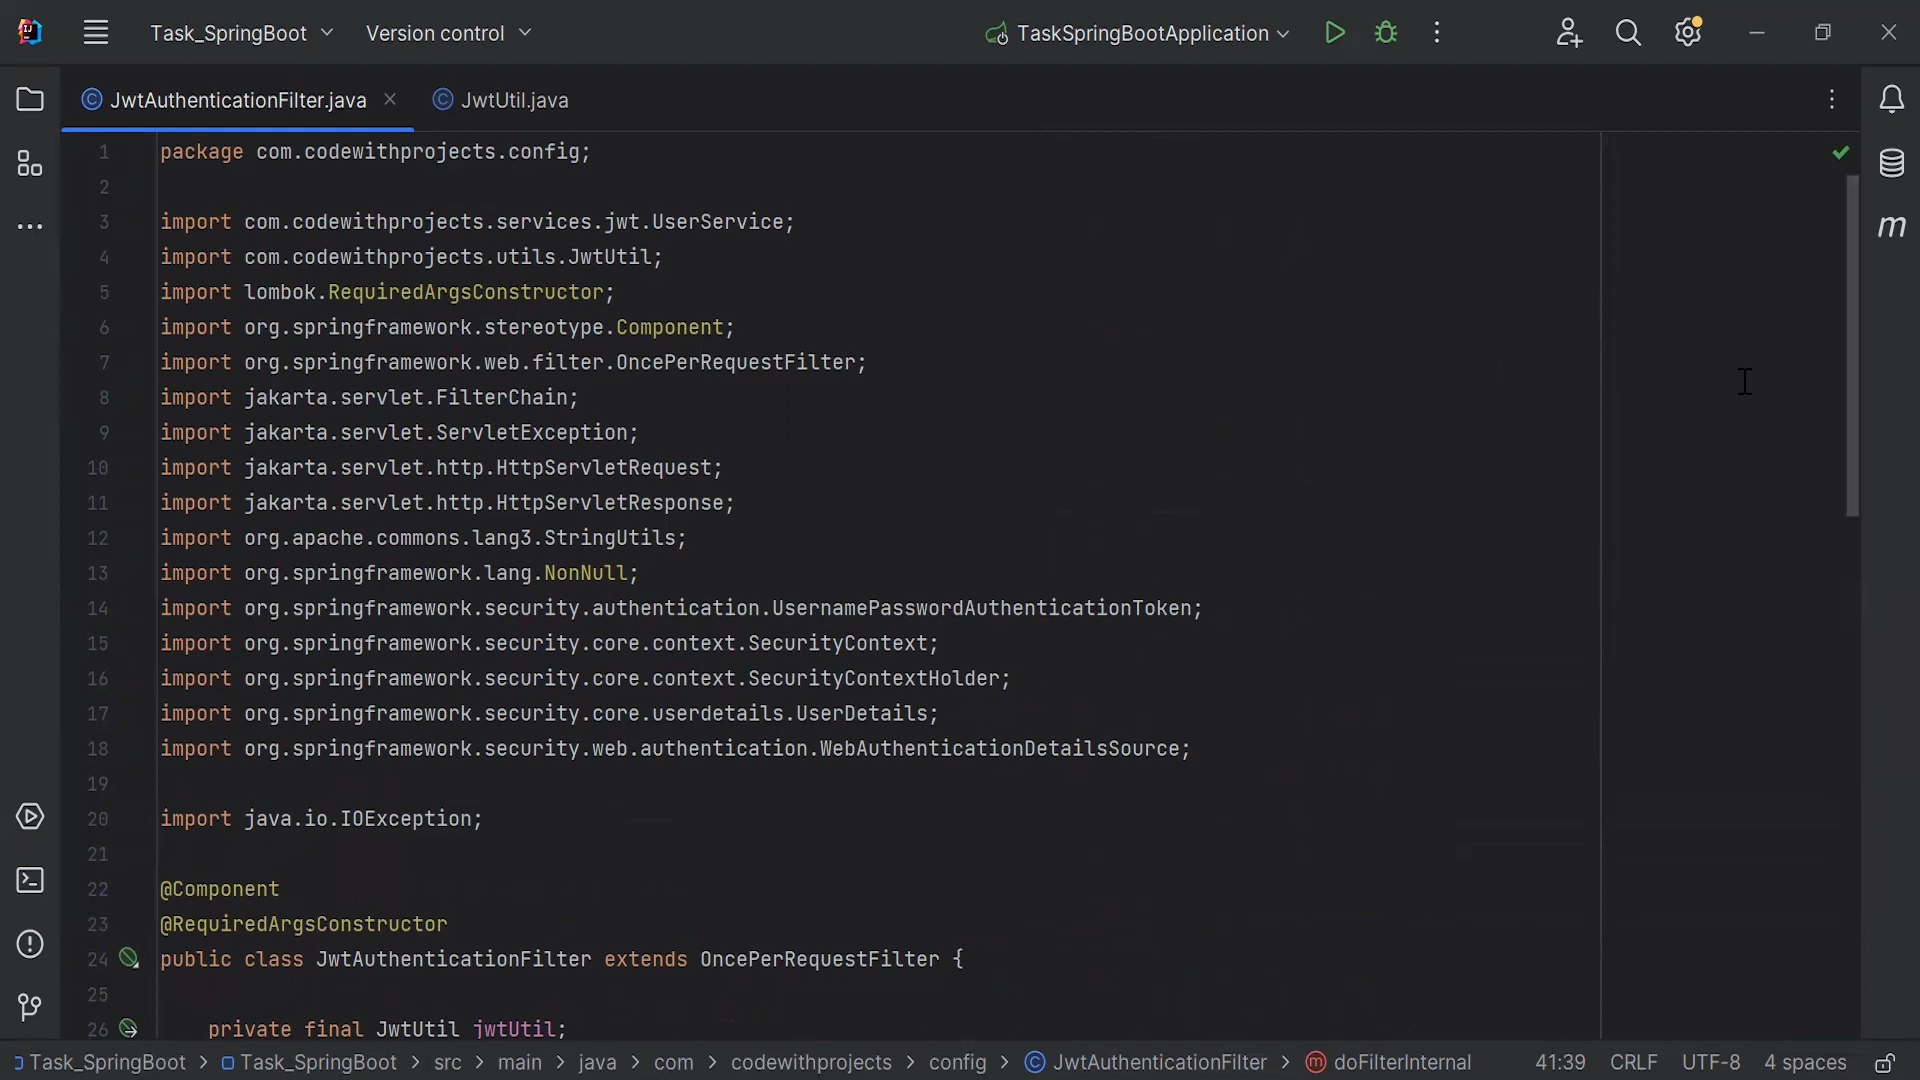 Task_SpringBoot Version control TaskSpringBootApplication
JwtAuthenticationFilter.java JwtUtil.java
1 package com.codewithprojects.config;
2
3 import com.codewithprojects.services.jwt.UserService;
4 import com.codewithprojects.utils.JwtUtil;
5 import lombok.RequiredArgsConstructor;
6 import org.springframework.stereotype.Component;
7 import org.springframework.web.filter.OncePerRequestFilter;
8 import jakarta.servlet.FilterChain;
9 import jakarta.servlet.ServletException;
10 import jakarta.servlet.http.HttpServletRequest;
11 import jakarta.servlet.http.HttpServletResponse;
12 import org.apache.commons.lang3.StringUtils;
13 import org.springframework.lang.NonNull;
14 import org.springframework.security.authentication.UsernamePasswordAuthenticationToken;
15 import org.springframework.security.core.context.SecurityContext;
16 import org.springframework.security.core.context.SecurityContextHolder;
17 import org.springframework.security.core.userdetails.UserDetails;
18 import org.springframework.security.web.authentication.WebAuthenticationDetailsSource;
19
20 import java.io.IOException;
21
22 @Component
23 @RequiredArgsConstructor
24 public class JwtAuthenticationFilter extends OncePerRequestFilter {
25
26 private final JwtUtil jwtUtil;
Task_SpringBoot > Task_SpringBoot > src > main > java > com > codewithprojects > config > JwtAuthenticationFilter > doFilterInternal 41:39 CRLF UTF-8 4 spaces